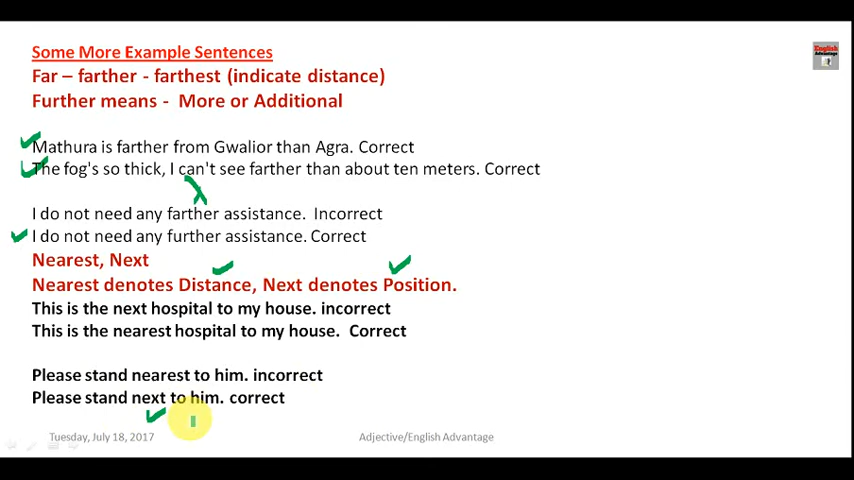 Some More Example Sentences
English
Advantage
Far – farther - farthest (indicate distance)
Further means - More or Additional
Mathura is farther from Gwalior than Agra. Correct
The fog's so thick, I can't see farther than about ten meters. Correct
I do not need any farther assistance. Incorrect
I do not need any further assistance. Correct
Nearest, Next
Nearest denotes Distance, Next denotes Position.
This is the next hospital to my house. incorrect
This is the nearest hospital to my house. Correct
Please stand nearest to him. incorrect
Please stand next to him. correct
Tuesday, July 18, 2017
Adjective/English Advantage